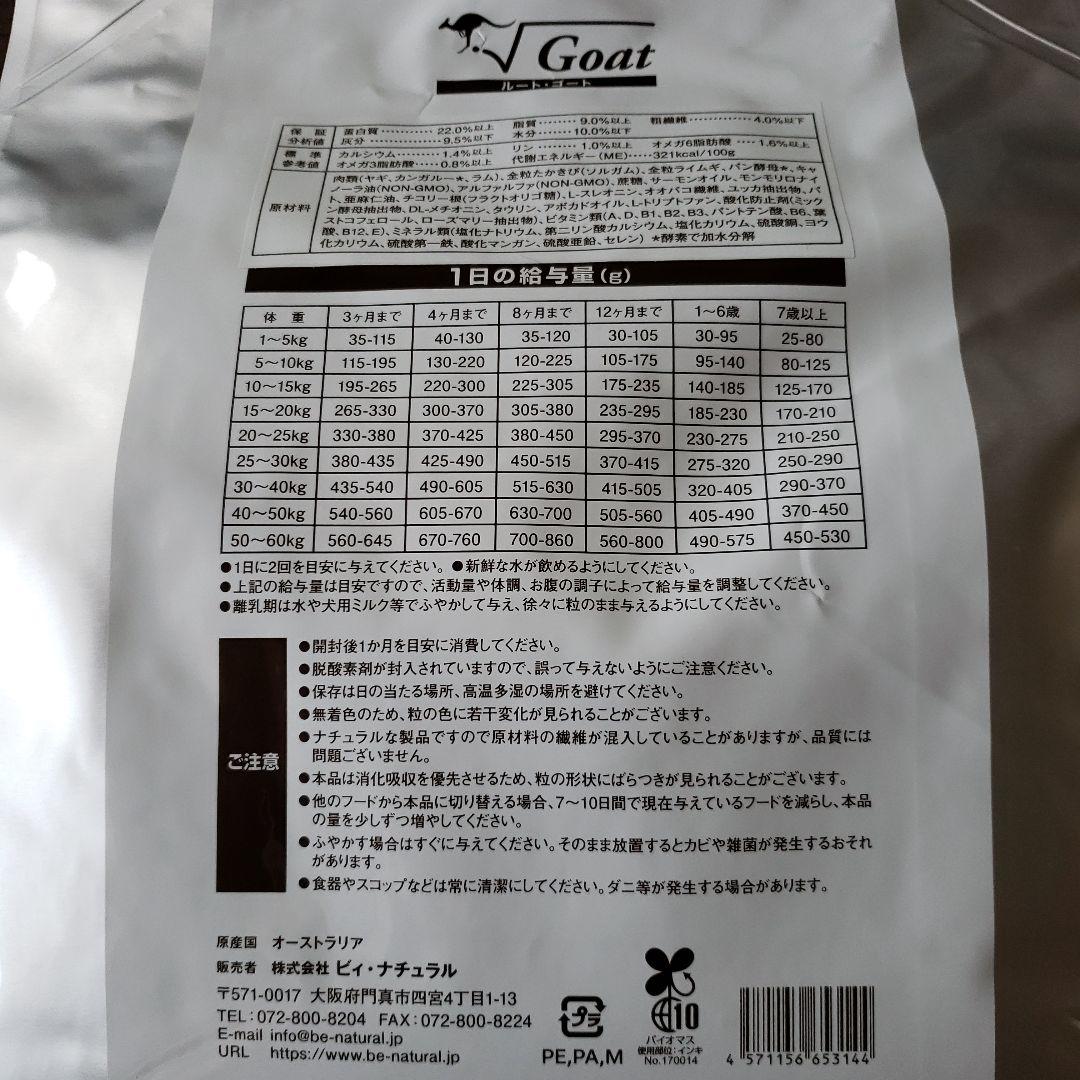 √Goat
ルート・ゴート
保証分析値 蛋白質………… 22.0%以上 脂質……… 9.0%以上 粗繊維………… 4.0%以下
灰分………… 9.5%以下 水分……… 10.0%以下
標準参考値 カルシウム……… 1.4%以上 リン……… 1.0%以上 オメガ6脂肪酸 … 1.6%以上
オメガ3脂肪酸…… 0.8%以上 代謝エネルギー(ME)……321kcal/100g
原材料 肉類(ヤギ、カンガルー*、ラム)、全粒たかきび(ソルガム)、全粒ライムギ、パン酵母*、キャ
ノーラ油(NON-GMO)、アルファルファ(NON-GMO)、蔗糖、サーモンオイル、モンモリロナイ
ト、亜麻仁油、チコリー根(フラクトオリゴ糖)、L-スレオニン、オオバコ繊維、ユッカ抽出物、パ
ン酵母抽出物、DL-メチオニン、タウリン、アボカドオイル、L-トリプトファン、酸化防止剤(ミック
ストコフェロール、ローズマリー抽出物)、ビタミン類(A、D、B1、B2、B3、パントテン酸、B6、葉
酸、B12、E)、ミネラル類(塩化ナトリウム、第二リン酸カルシウム、塩化カリウム、硫酸銅、ヨウ
化カリウム、硫酸第一鉄、酸化マンガン、硫酸亜鉛、セレン) *酵素で加水分解
1日の給与量(g)
体 重 3ヶ月まで 4ヶ月まで 8ヶ月まで 12ヶ月まで 1〜6歳 7歳以上
1〜5kg 35-115 40-130 35-120 30-105 30-95 25-80
5〜10kg 115-195 130-220 120-225 105-175 95-140 80-125
10〜15kg 195-265 220-300 225-305 175-235 140-185 125-170
15〜20kg 265-330 300-370 305-380 235-295 185-230 170-210
20〜25kg 330-380 370-425 380-450 295-370 230-275 210-250
25〜30kg 380-435 425-490 450-515 370-415 275-320 250-290
30〜40kg 435-540 490-605 515-630 415-505 320-405 290-370
40〜50kg 540-560 605-670 630-700 505-560 405-490 370-450
50〜60kg 560-645 670-760 700-860 560-800 490-575 450-530
●1日に2回を目安に与えてください。 ●新鮮な水が飲めるようにしてください。
●上記の給与量は目安ですので、活動量や体調、お腹の調子によって給与量を調整してください。
●離乳期は水や犬用ミルク等でふやかして与え、徐々に粒のまま与えるようにしてください。
ご注意
●開封後1か月を目安に消費してください。
●脱酸素剤が封入されていますので、誤って与えないようにご注意ください。
●保存は日の当たる場所、高温多湿の場所を避けてください。
●無着色のため、粒の色に若干変化が見られることがございます。
●ナチュラルな製品ですので原材料の繊維が混入していることがありますが、品質には
問題ございません。
●本品は消化吸収を優先させるため、粒の形状にばらつきが見られることがございます。
●他のフードから本品に切り替える場合、7〜10日間で現在与えているフードを減らし、本品
の量を少しずつ増やしてください。
●ふやかす場合はすぐに与えてください。そのまま放置するとカビや雑菌が発生するおそれ
があります。
●食器やスコップなどは常に清潔にしてください。ダニ等が発生する場合があります。
原産国 オーストラリア
販売者 株式会社 ビィ・ナチュラル
〒571-0017 大阪府門真市四宮4丁目1-13
TEL:072-800-8204 FAX:072-800-8224
E-mail info@be-natural.jp
URL https://www.be-natural.jp
プラ
PE,PA,M
10
バイオマス
使用部位:インキ
No.170014
4 571156 653144